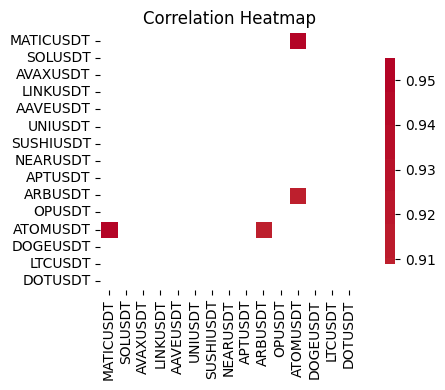 Correlation Heatmap
MATICUSDT
SOLUSDT
AVAXUSDT
LINKUSDT
AAVEUSDT
UNIUSDT
SUSHIUSDT
NEARUSDT
APTUSDT
ARBUSDT
OPUSDT
ATOMUSDT
DOGEUSDT
LTCUSDT
DOTUSDT
MATICUSDT
SOLUSDT
AVAXUSDT
LINKUSDT
AAVEUSDT
UNIUSDT
SUSHIUSDT
NEARUSDT
APTUSDT
ARBUSDT
OPUSDT
ATOMUSDT
DOGEUSDT
LTCUSDT
DOTUSDT
0.95
0.94
0.93
0.92
0.91